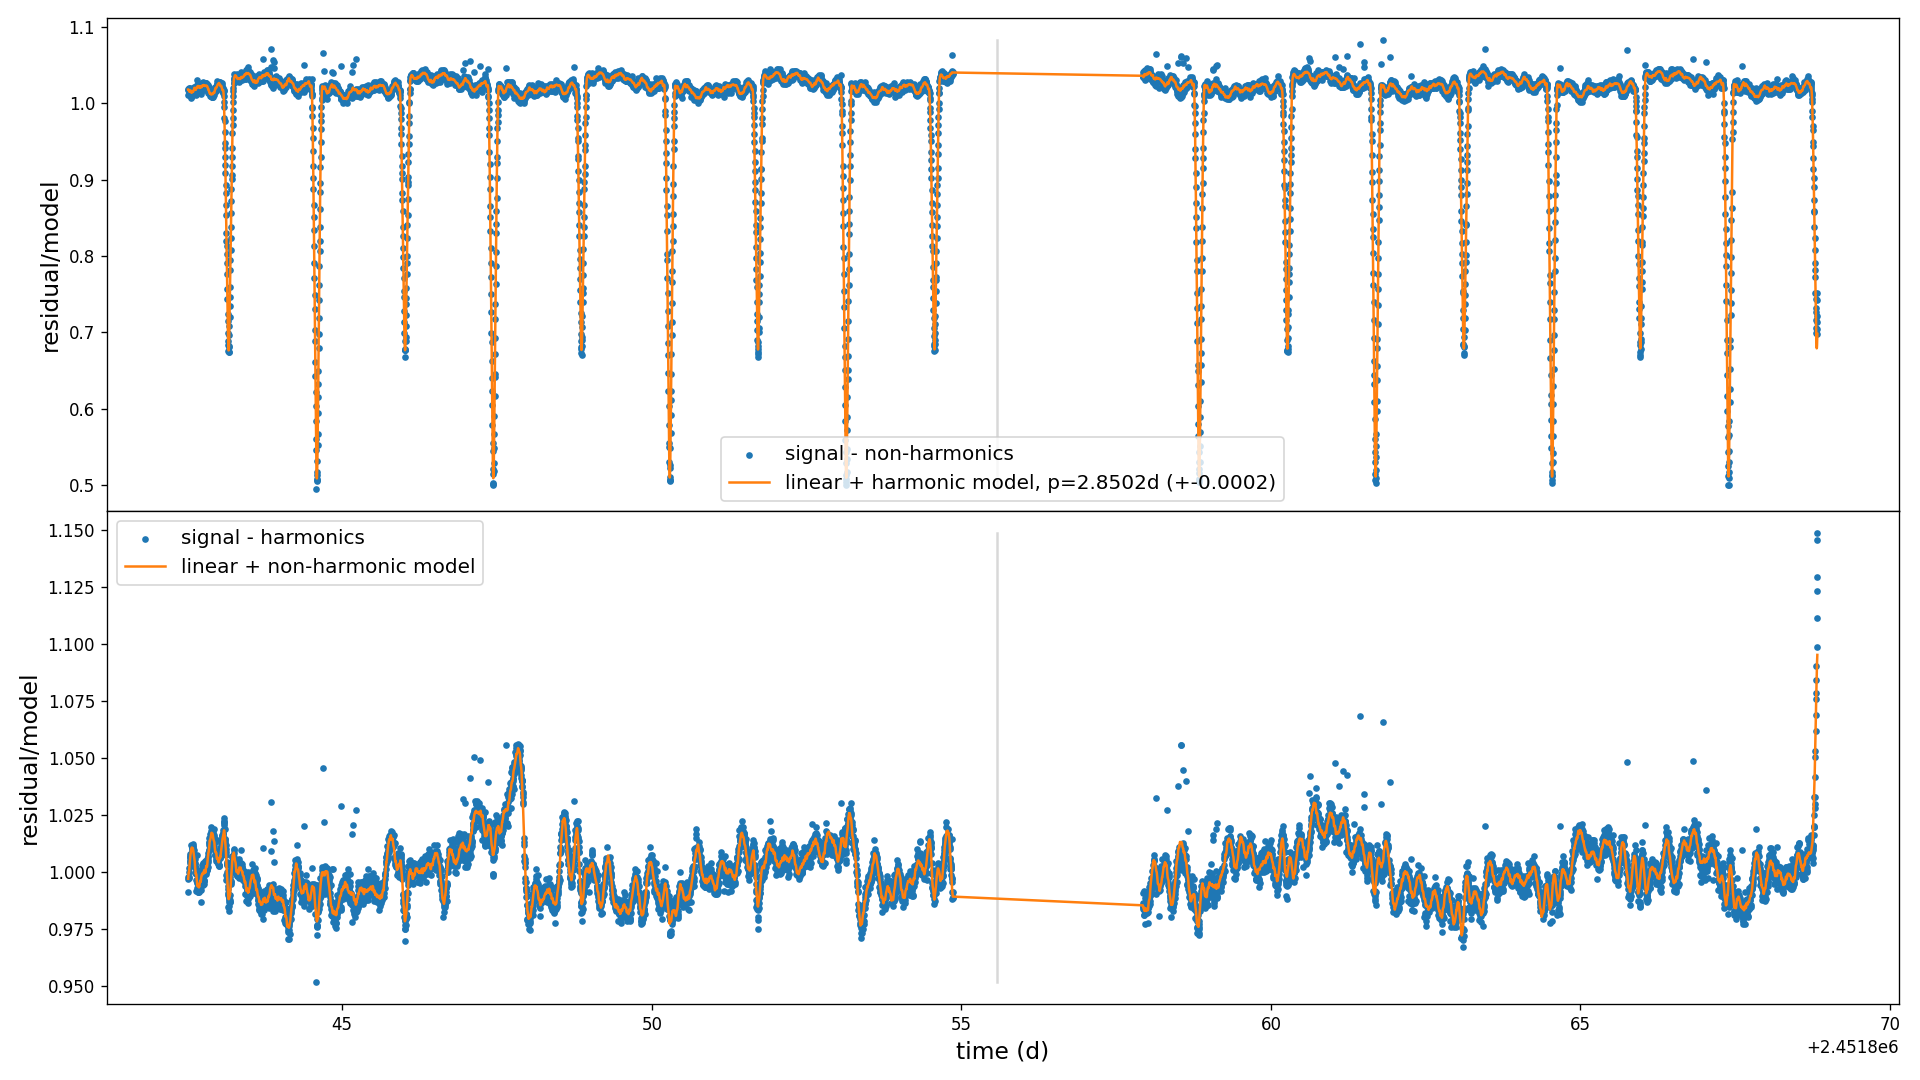 1.1
1.0
0.9
0.8
0.7
0.6
0.5
residual/model
signal - non-harmonics
linear + harmonic model, p=2.8502d (+-0.0002)
signal - harmonics
linear + non-harmonic model
1.150
1.125
1.100
1.075
1.050
1.025
1.000
0.975
0.950
residual/model
45 50 55 60 65 70
time (d)
+2.4518e6